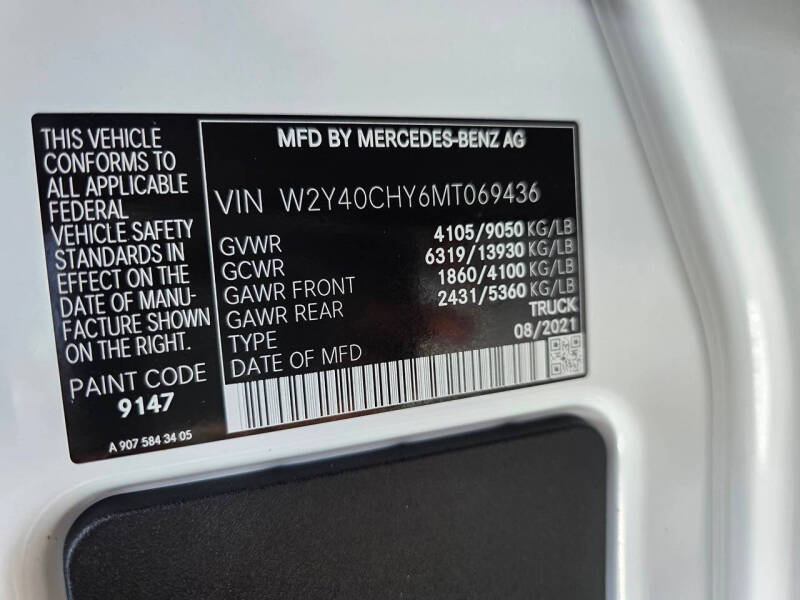 THIS VEHICLE
CONFORMS TO
ALL APPLICABLE
FEDERAL
VEHICLE SAFETY
STANDARDS IN
EFFECT ON THE
DATE OF MANU-
FACTURE SHOWN
ON THE RIGHT.
PAINT CODE
9147
A 907 584 34 05
MFD BY MERCEDES-BENZ AG
VIN W2Y40CHY6MT069436
GVWR 4105/9050 KG/LB
GCWR 6319/13930 KG/LB
GAWR FRONT 1860/4100 KG/LB
GAWR REAR 2431/5360 KG/LB
TYPE TRUCK
DATE OF MFD 08/2021